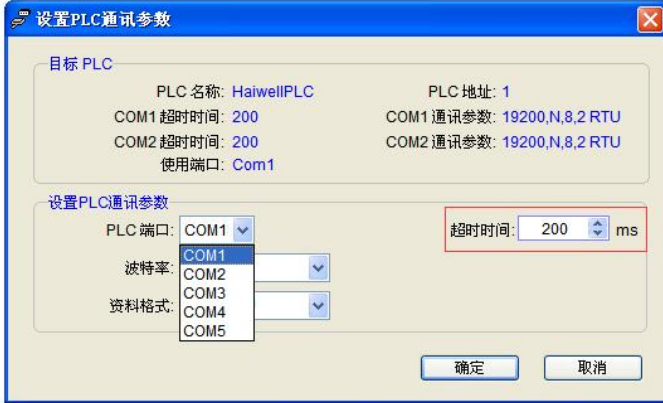 设置PLC通讯参数
目标 PLC
PLC 名称: HaiwellPLC PLC 地址: 1
COM1 超时时间: 200 COM1 通讯参数: 19200,N,8,2 RTU
COM2 超时时间: 200 COM2 通讯参数: 19200,N,8,2 RTU
使用端口: Com1
设置PLC通讯参数
PLC 端口: COM1 超时时间: 200 ms
COM1
波特率:
COM2
COM3
资料格式:
COM4
COM5
确定 取消